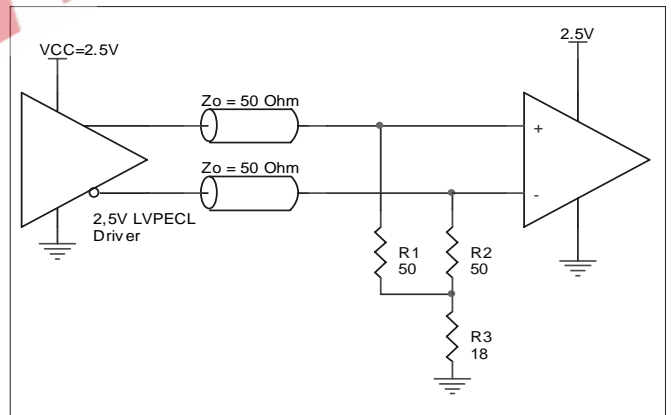 VCC=2.5V
2.5V
Zo = 50 Ohm
+
Zo = 50 Ohm
-
2,5V LVPECL
Driver
R1
50
R2
50
R3
18